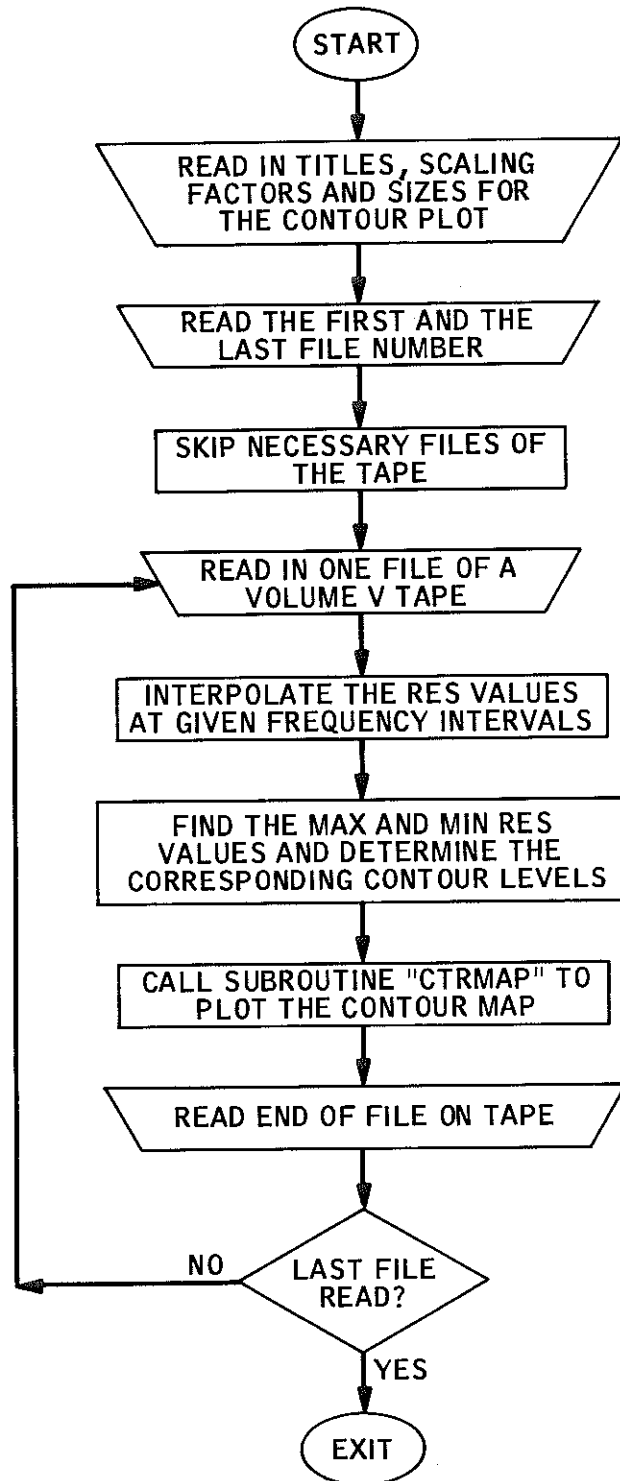 START
READ IN TITLES, SCALING
FACTORS AND SIZES FOR
THE CONTOUR PLOT
READ THE FIRST AND THE
LAST FILE NUMBER
SKIP NECESSARY FILES OF
THE TAPE
READ IN ONE FILE OF A
VOLUME V TAPE
INTERPOLATE THE RES VALUES
AT GIVEN FREQUENCY INTERVALS
FIND THE MAX AND MIN RES
VALUES AND DETERMINE THE
CORRESPONDING CONTOUR LEVELS
CALL SUBROUTINE "CTRMAP" TO
PLOT THE CONTOUR MAP
READ END OF FILE ON TAPE
NO
LAST FILE
READ?
YES
EXIT